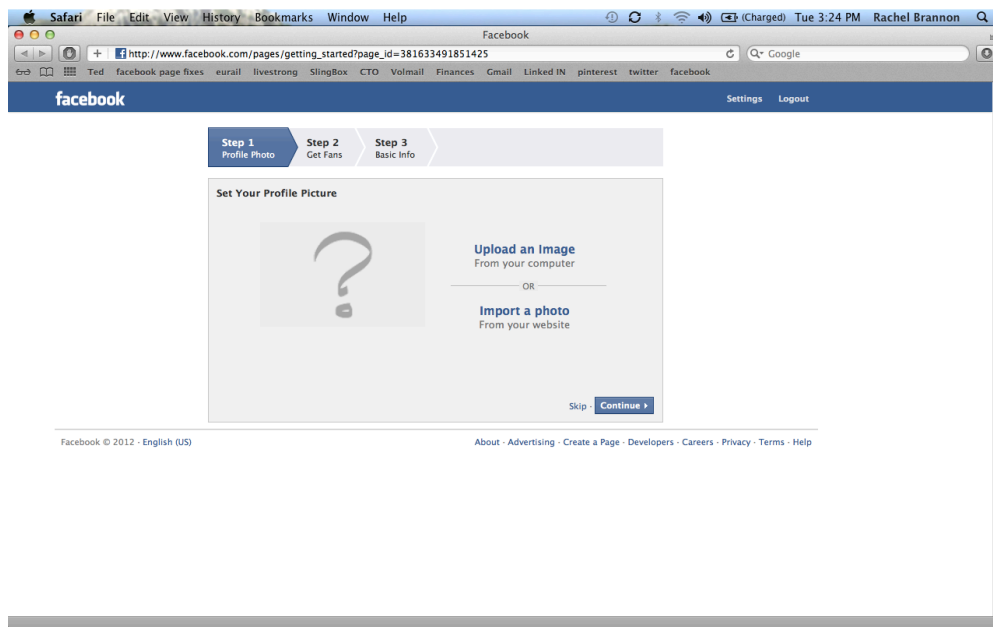 Safari File Edit View History Bookmarks Window Help (Charged) Tue 3:24 PM Rachel Brannon
Facebook
http://www.facebook.com/pages/getting_started?page_id=381633491851425 Google
Ted facebook page fixes eurail livestrong SlingBox CTO Volmail Finances Gmail Linked IN pinterest twitter facebook
facebook Settings Logout
Step 1 Step 2 Step 3
Profile Photo Get Fans Basic Info
Set Your Profile Picture
?
Upload an Image
From your computer
OR
Import a photo
From your website
Skip · Continue
Facebook © 2012 · English (US) About · Advertising · Create a Page · Developers · Careers · Privacy · Terms · Help